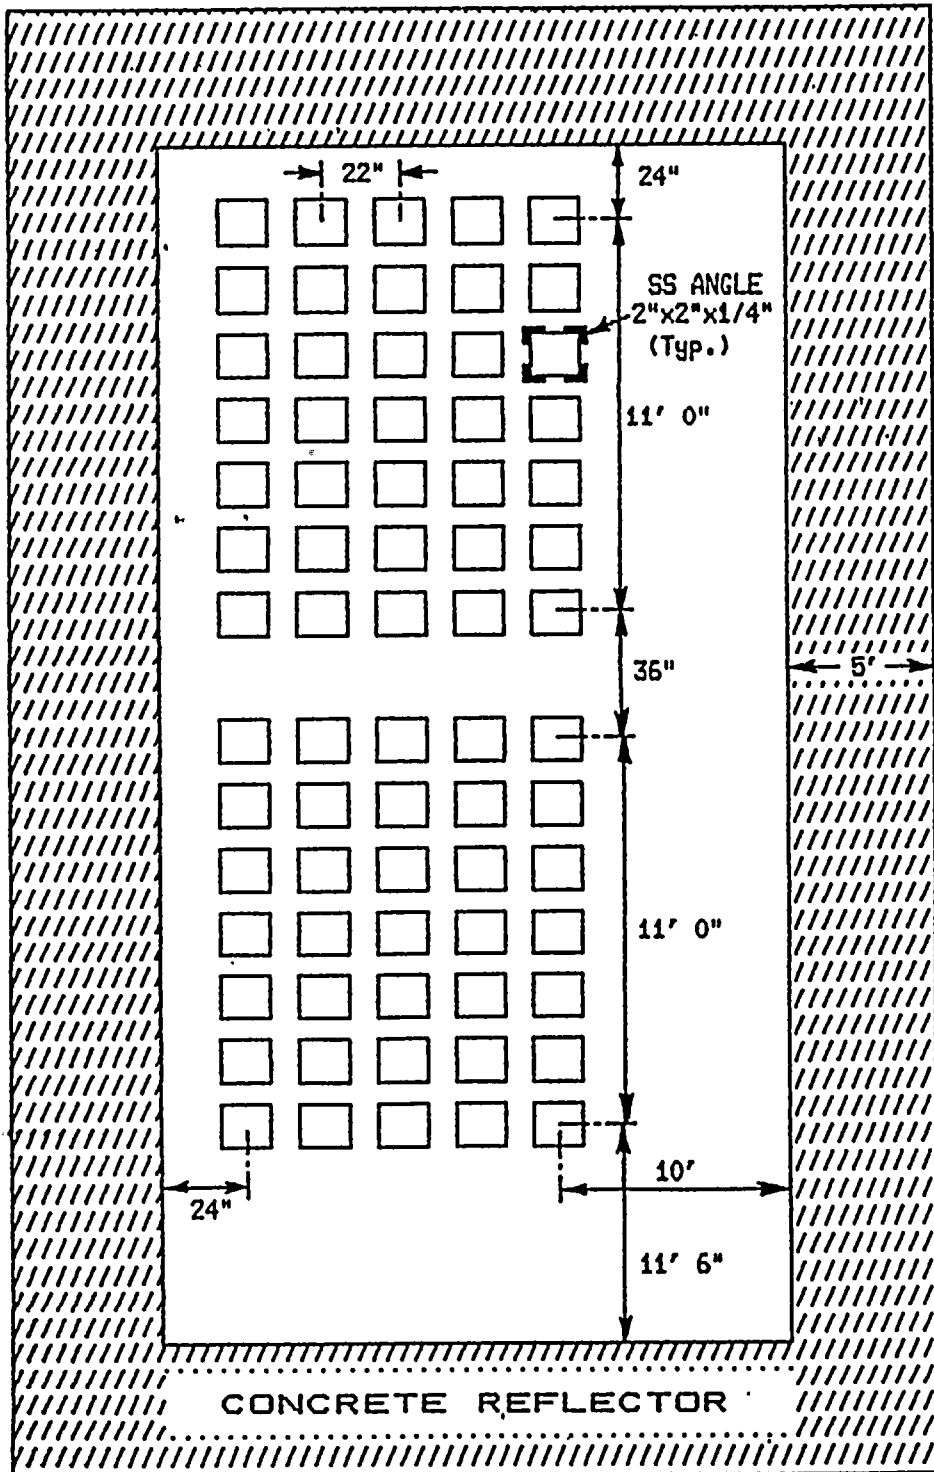 22"
24"
SS ANGLE
2"x2"x1/4"
(Typ.)
11' 0"
36"
5'
11' 0"
10'
24"
11' 6"
CONCRETE REFLECTOR